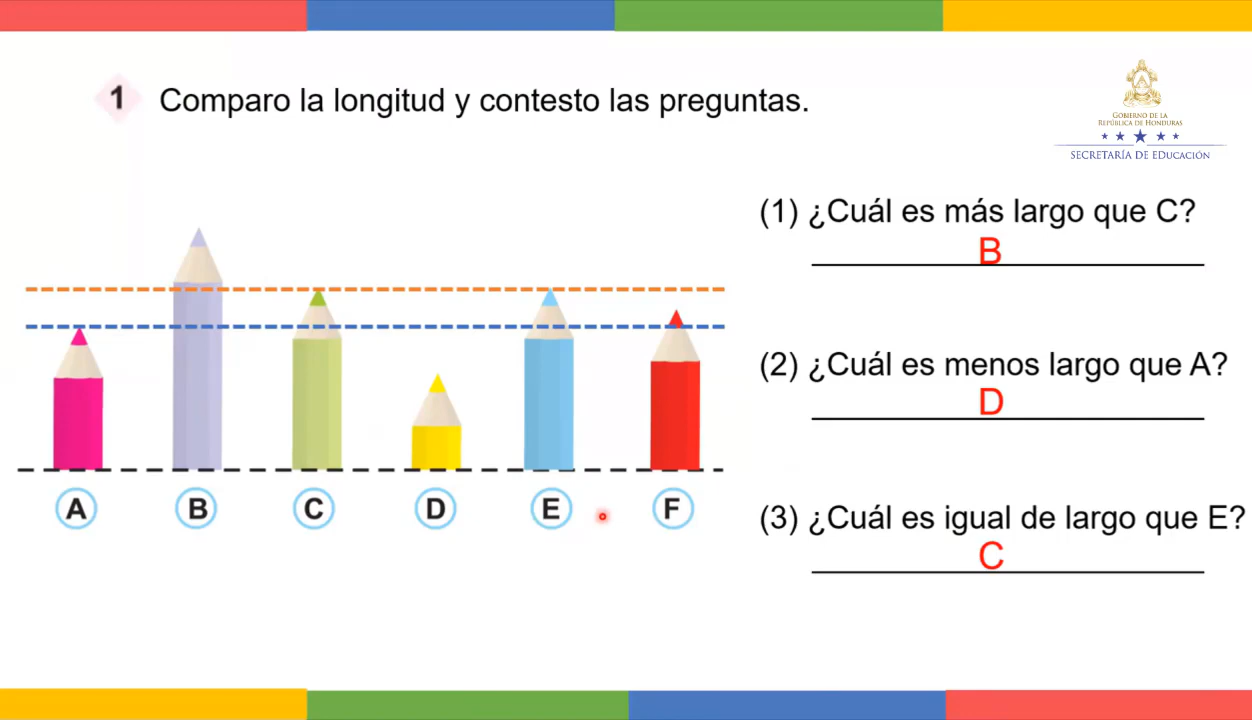 1 Comparo la longitud y contesto las preguntas.
GOBIERNO DE LA
REPÚBLICA DE HONDURAS
SECRETARÍA DE EDUCACIÓN
(1) ¿Cuál es más largo que C?
B
(2) ¿Cuál es menos largo que A?
D
(3) ¿Cuál es igual de largo que E?
C
A B C D E F